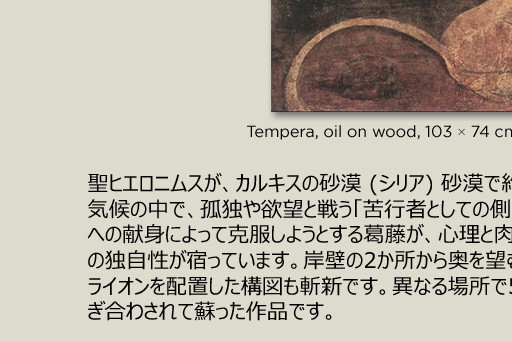 Tempera, oil on wood, 103 × 74 cm
聖ヒエロニムスが、カルキスの砂漠 (シリア) 砂漠で
気候の中で、孤独や欲望と戦う「苦行者としての側
への献身によって克服しようとする葛藤が、心理と肉
の独自性が宿っています。岸壁の2か所から奥を望
ライオンを配置した構図も斬新です。異なる場所で
ぎ合わされて蘇った作品です。